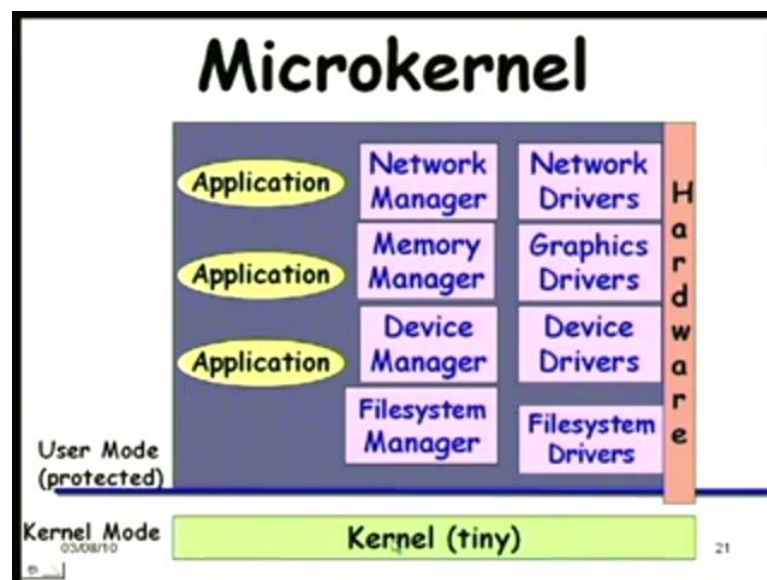 Microkernel
Application
Network
Manager
Network
Drivers
Application
Memory
Manager
Graphics
Drivers
Application
Device
Manager
Device
Drivers
Filesystem
Manager
Filesystem
Drivers
Hardware
User Mode
(protected)
Kernel Mode
Kernel (tiny)
03/08/10
21